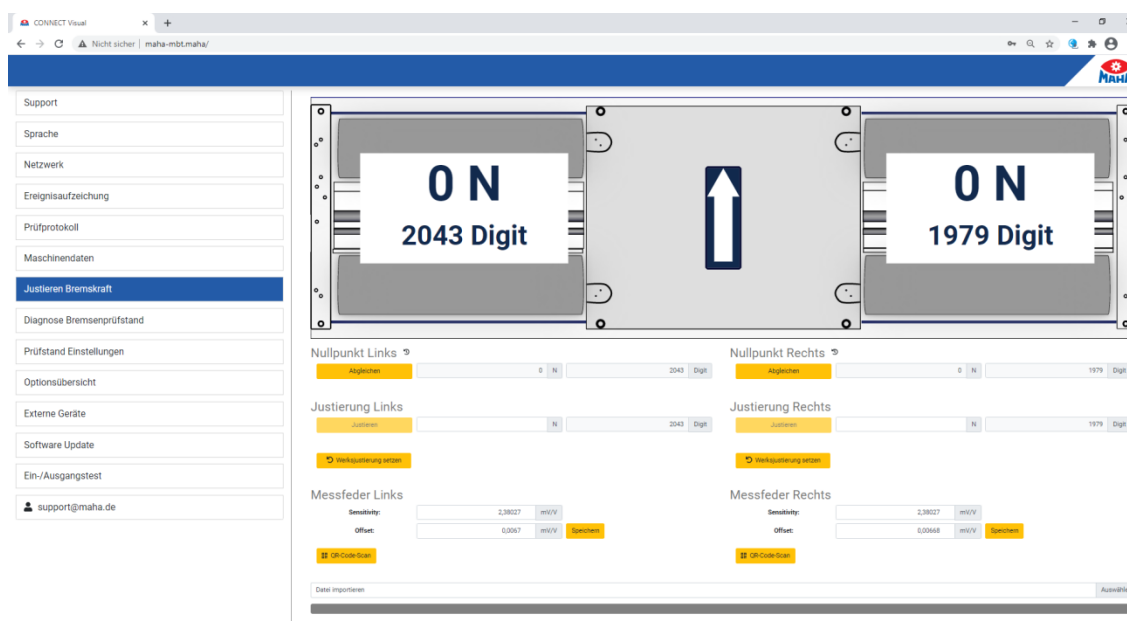 CONNECT Visual
Nicht sicher | maha-mbt.maha/
MAHA
Support
Sprache
Netzwerk
Ereignisaufzeichung
Prüfprotokoll
Maschinendaten
Justieren Bremskraft
Diagnose Bremsenprüfstand
Prüfstand Einstellungen
Optionsübersicht
Externe Geräte
Software Update
Ein-/Ausgangstest
support@maha.de
0 N
2043 Digit
0 N
1979 Digit
Nullpunkt Links
Abgleichen 0 N 2043 Digit
Justierung Links
Justieren N 2043 Digit
Werksjustierung setzen
Messfeder Links
Sensitivity: 2,38027 mV/V
Offset: 0,0067 mV/V Speichern
QR-Code-Scan
Nullpunkt Rechts
Abgleichen 0 N 1979 Digit
Justierung Rechts
Justieren N 1979 Digit
Werksjustierung setzen
Messfeder Rechts
Sensitivity: 2,38027 mV/V
Offset: 0,00668 mV/V Speichern
QR-Code-Scan
Datei importieren